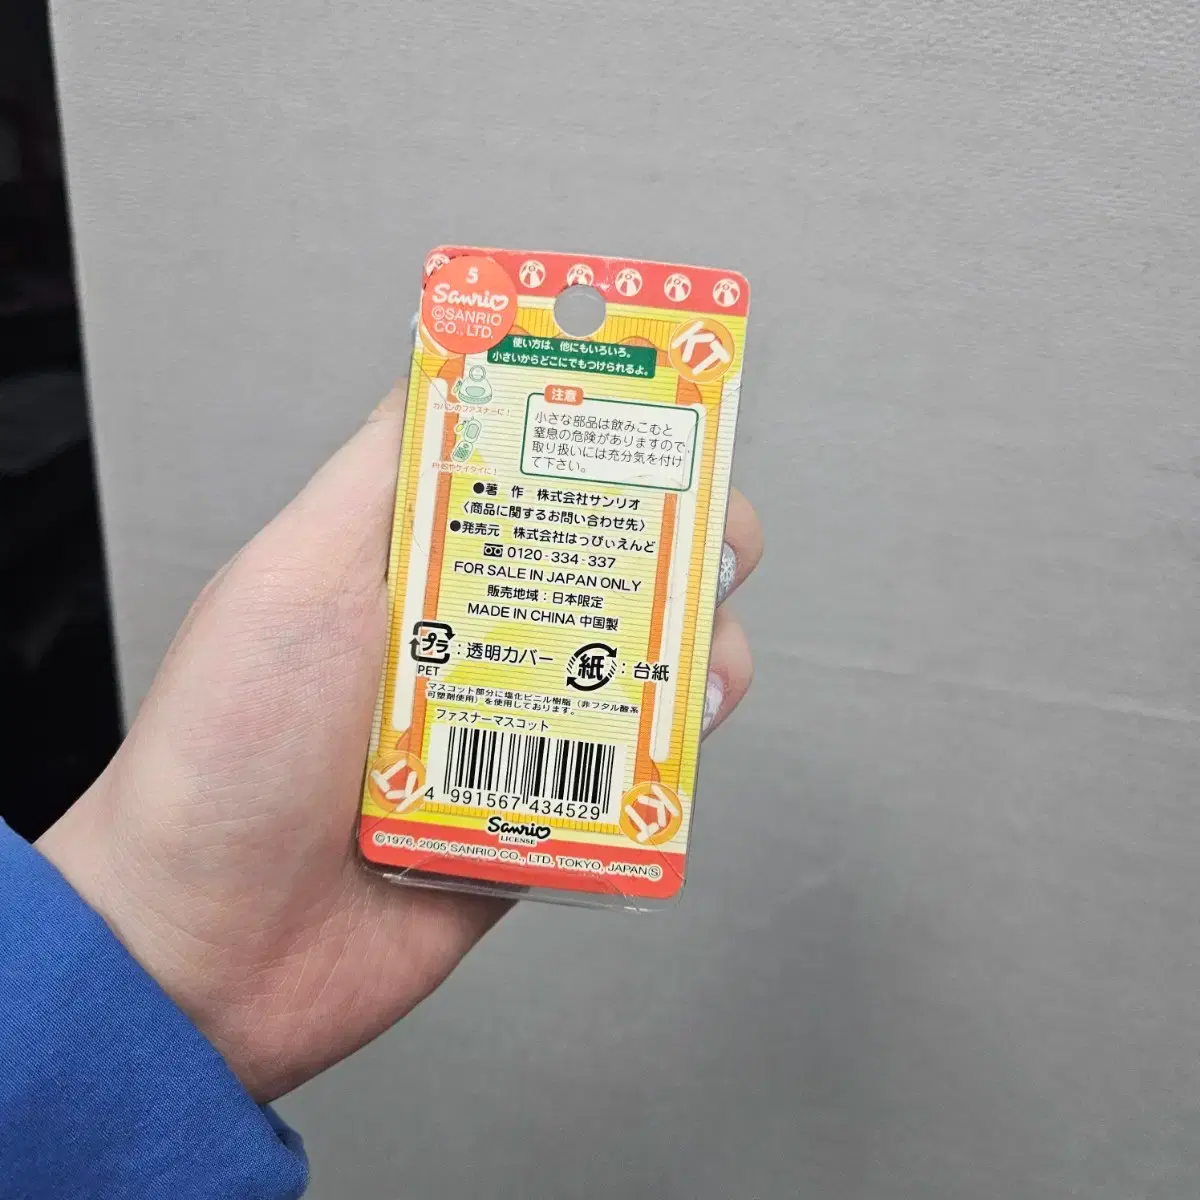 5
Sanrio
©SANRIO
CO., LTD.
KT
使い方は、他にもいろいろ。
小さいからどこにでもつけられるよ。
カバンのファスナーに!
PHSやケイタイに!
注意
小さな部品は飲みこむと
窒息の危険がありますので、
取り扱いには充分気を付け
て下さい。
●著 作 株式会社サンリオ
〈商品に関するお問い合わせ先〉
●発売元 株式会社はっぴぃえんど
0120-334-337
FOR SALE IN JAPAN ONLY
販売地域：日本限定
MADE IN CHINA 中国製
プラ：透明カバー
PET
紙：台紙
マスコット部分に塩化ビニル樹脂（非フタル酸系
可塑剤使用）を使用しております。
ファスナーマスコット
4 991567 434529
KT
KT
Sanrio
LICENSE
©1976, 2005 SANRIO CO., LTD. TOKYO, JAPANⓈ